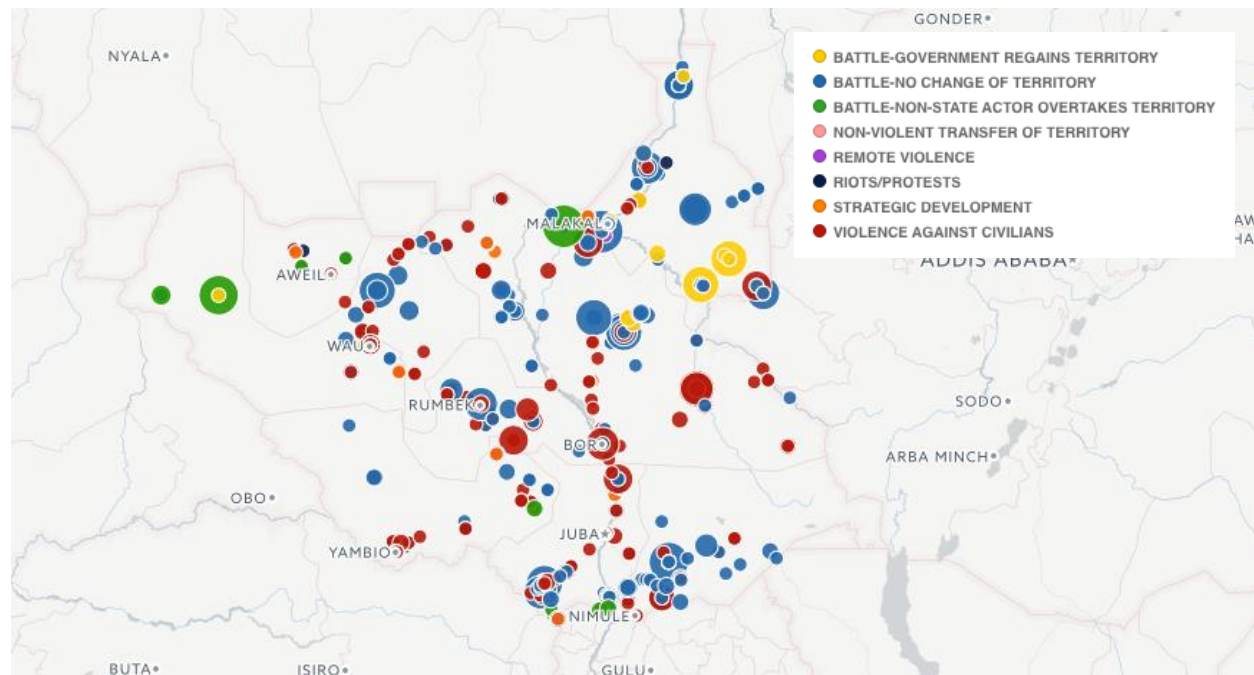 GONDER
NYALA
BATTLE-GOVERNMENT REGAINS TERRITORY
BATTLE-NO CHANGE OF TERRITORY
BATTLE-NON-STATE ACTOR OVERTAKES TERRITORY
NON-VIOLENT TRANSFER OF TERRITORY
REMOTE VIOLENCE
RIOTS/PROTESTS
STRATEGIC DEVELOPMENT
VIOLENCE AGAINST CIVILIANS
MALAKAL
ADDIS ABABA
AWEIL
WAU
RUMBEK
SODO
BOR
ARBA MINCH
OBO
JUBA
YAMBIO
NIMULE
BUTA
ISIRO
GULU